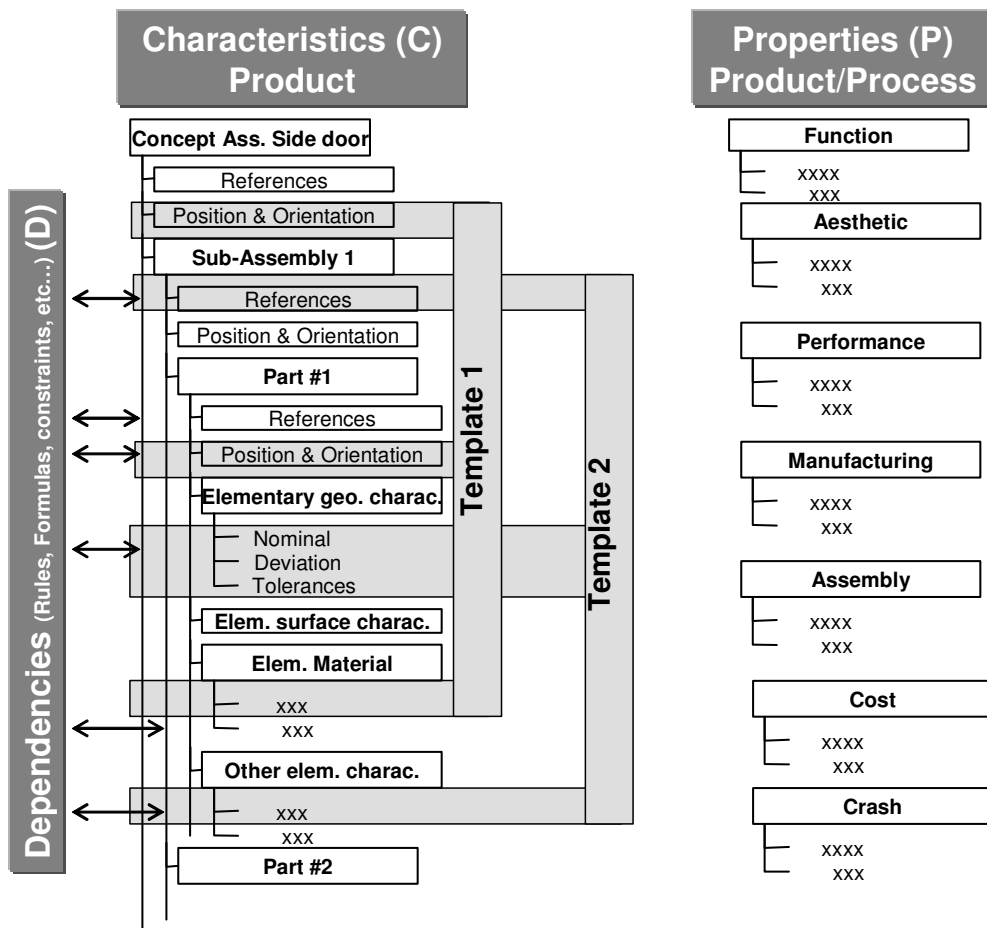 Characteristics (C)
Product
Concept Ass. Side door
References
Position & Orientation
Sub-Assembly 1
References
Position & Orientation
Part #1
References
Position & Orientation
Elementary geo. charac.
Nominal
Deviation
Tolerances
Elem. surface charac.
Elem. Material
xxx
xxx
Other elem. charac.
xxx
xxx
Part #2
Dependencies (Rules, Formulas, constraints, etc...) (D)
Template 1
Template 2
Properties (P)
Product/Process
Function
xxxx
xxx
Aesthetic
xxxx
xxx
Performance
xxxx
xxx
Manufacturing
xxxx
xxx
Assembly
xxxx
xxx
Cost
xxxx
xxx
Crash
xxxx
xxx